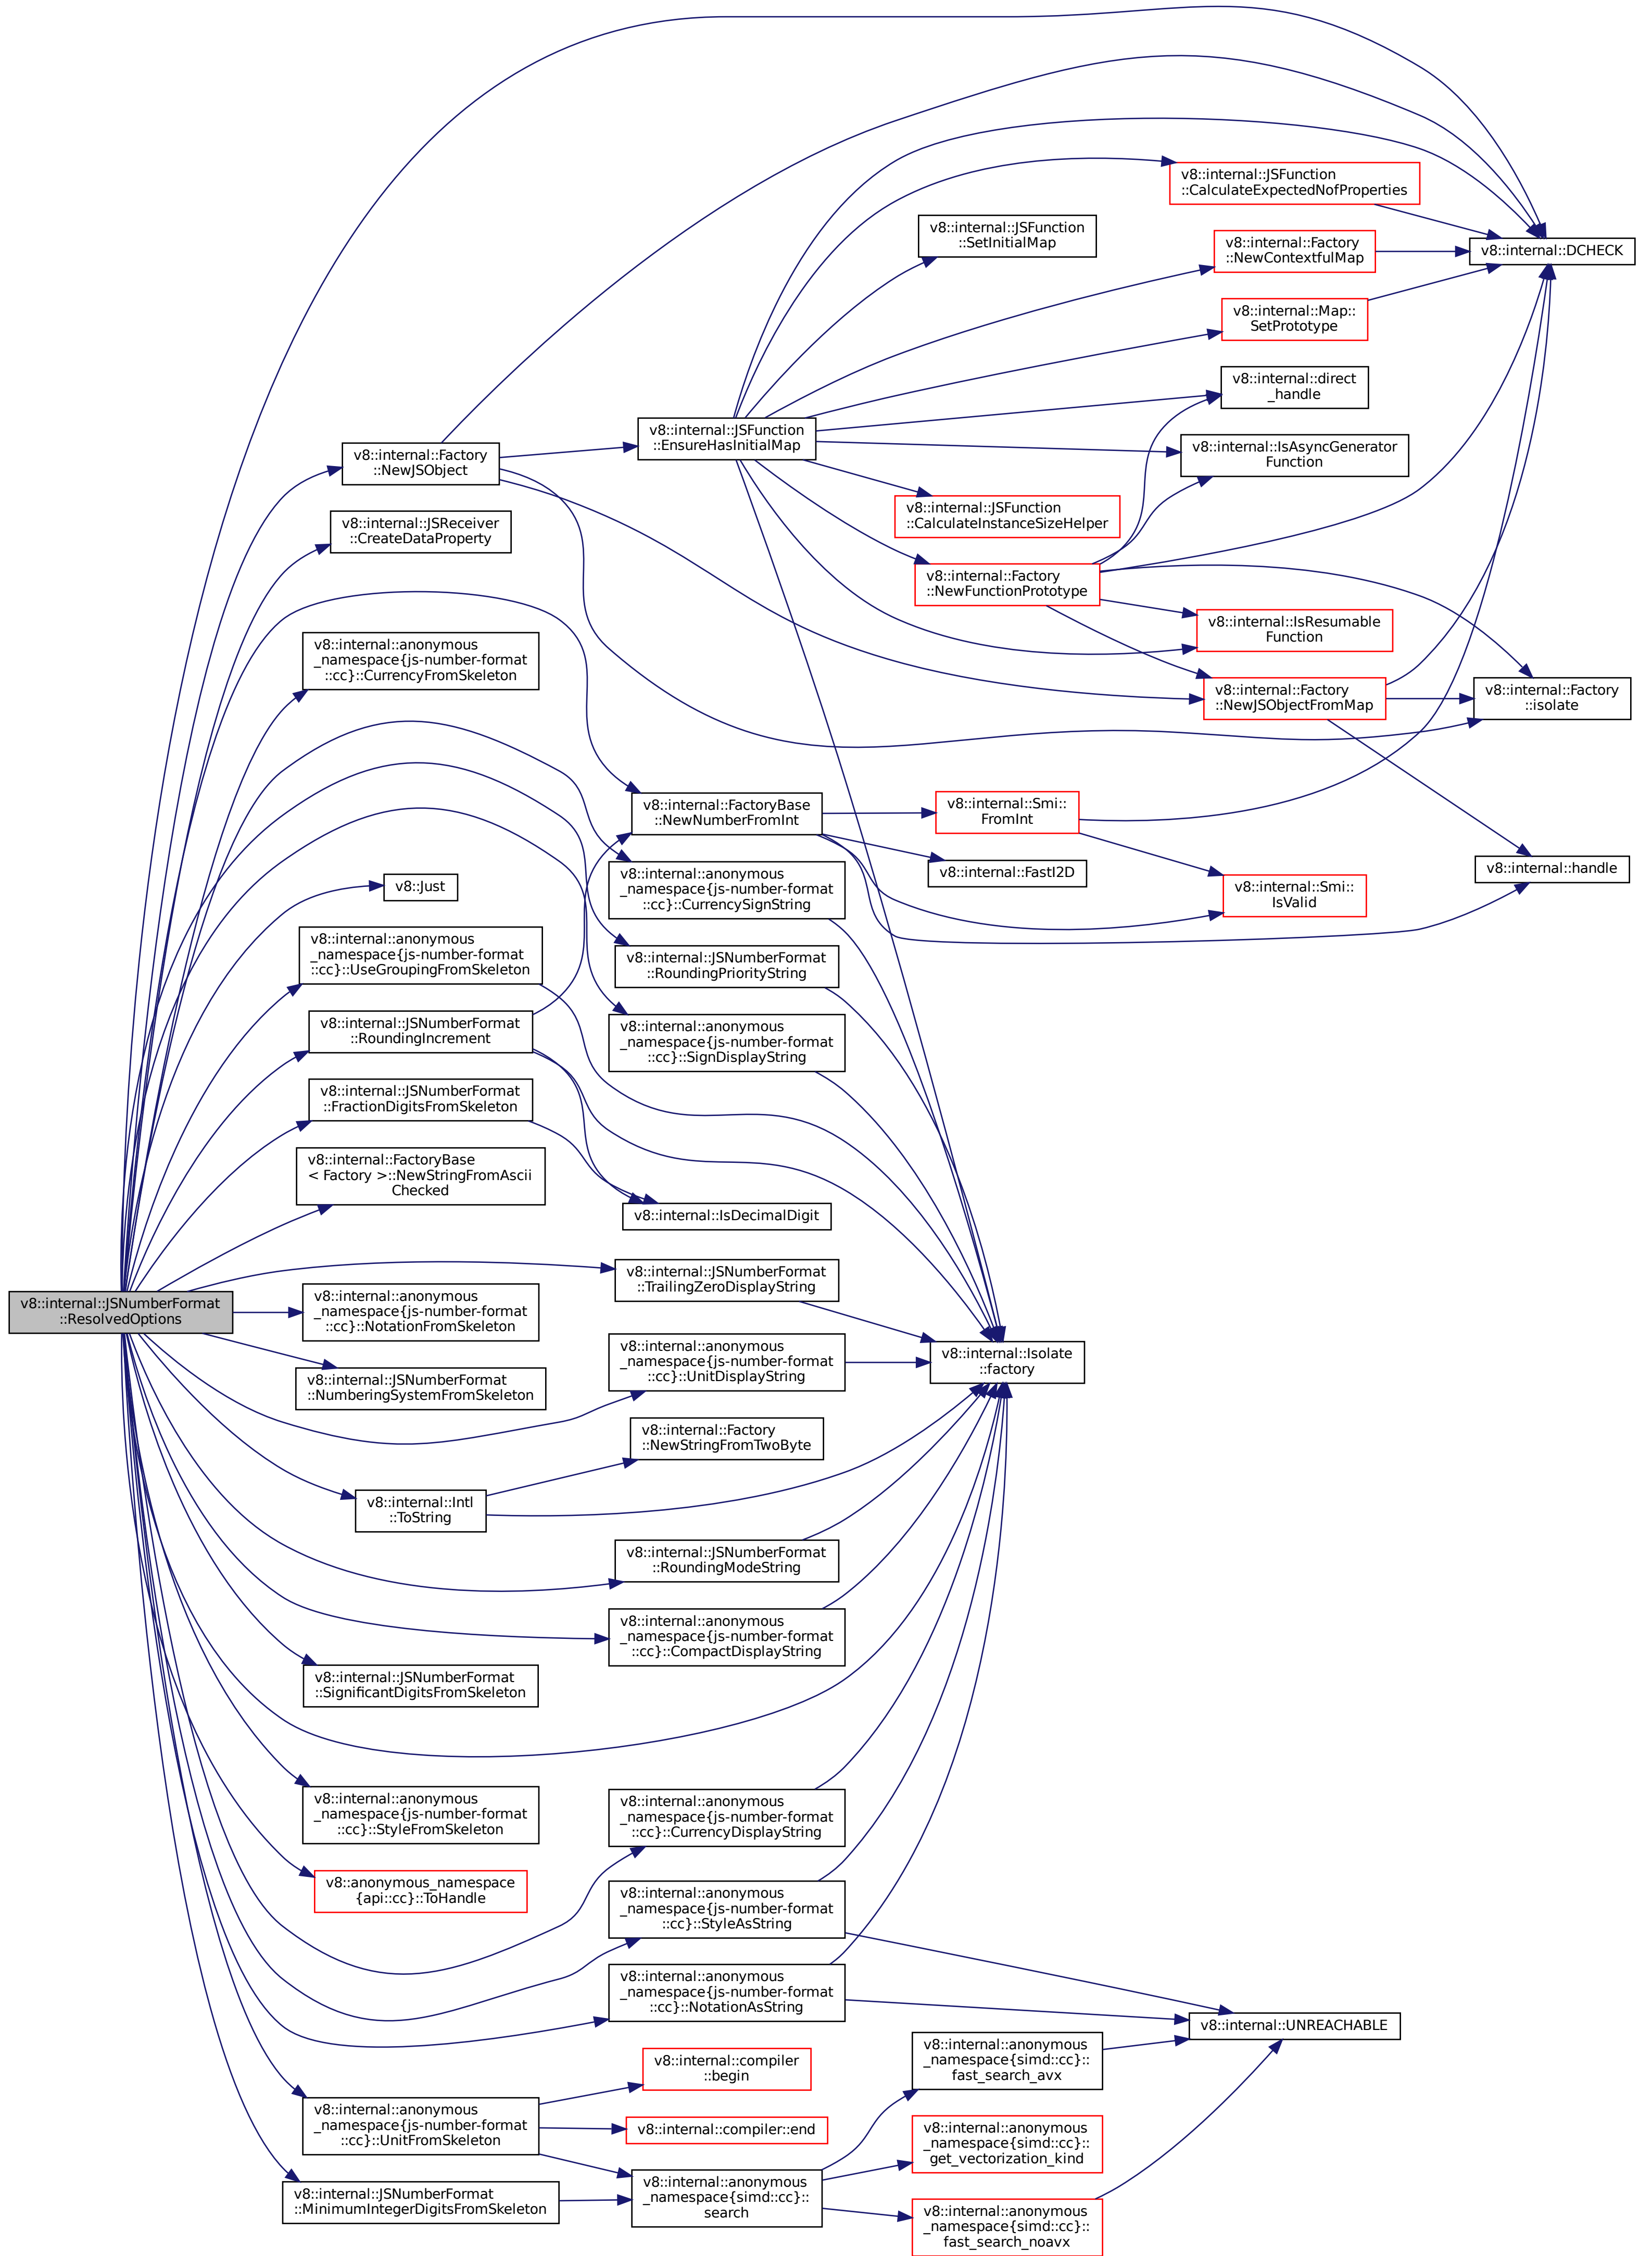 v8::internal::JSFunction
::CalculateExpectedNofProperties
v8::internal::JSFunction
::SetInitialMap
v8::internal::Factory
::NewContextfulMap
v8::internal::DCHECK
v8::internal::Map::
SetPrototype
v8::internal::direct
_handle
v8::internal::JSFunction
::EnsureHasInitialMap
v8::internal::Factory
::NewJSObject
v8::internal::IsAsyncGenerator
Function
v8::internal::JSFunction
::CalculateInstanceSizeHelper
v8::internal::JSReceiver
::CreateDataProperty
v8::internal::Factory
::NewFunctionPrototype
v8::internal::IsResumable
Function
v8::internal::anonymous
_namespace{js-number-format
::cc}::CurrencyFromSkeleton
v8::internal::Factory
::NewJSObjectFromMap
v8::internal::Factory
::isolate
v8::internal::FactoryBase
::NewNumberFromInt
v8::internal::Smi::
FromInt
v8::internal::handle
v8::internal::FastI2D
v8::Just
v8::internal::anonymous
_namespace{js-number-format
::cc}::CurrencySignString
v8::internal::Smi::
IsValid
v8::internal::anonymous
_namespace{js-number-format
::cc}::UseGroupingFromSkeleton
v8::internal::JSNumberFormat
::RoundingPriorityString
v8::internal::JSNumberFormat
::RoundingIncrement
v8::internal::anonymous
_namespace{js-number-format
::cc}::SignDisplayString
v8::internal::JSNumberFormat
::FractionDigitsFromSkeleton
v8::internal::FactoryBase
< Factory >::NewStringFromAscii
Checked
v8::internal::IsDecimalDigit
v8::internal::JSNumberFormat
::TrailingZeroDisplayString
v8::internal::JSNumberFormat
::ResolvedOptions
v8::internal::anonymous
_namespace{js-number-format
::cc}::NotationFromSkeleton
v8::internal::anonymous
_namespace{js-number-format
::cc}::UnitDisplayString
v8::internal::Isolate
::factory
v8::internal::JSNumberFormat
::NumberingSystemFromSkeleton
v8::internal::Factory
::NewStringFromTwoByte
v8::internal::Intl
::ToString
v8::internal::JSNumberFormat
::RoundingModeString
v8::internal::anonymous
_namespace{js-number-format
::cc}::CompactDisplayString
v8::internal::JSNumberFormat
::SignificantDigitsFromSkeleton
v8::internal::anonymous
_namespace{js-number-format
::cc}::StyleFromSkeleton
v8::internal::anonymous
_namespace{js-number-format
::cc}::CurrencyDisplayString
v8::anonymous_namespace
{api::cc}::ToHandle
v8::internal::anonymous
_namespace{js-number-format
::cc}::StyleAsString
v8::internal::anonymous
_namespace{js-number-format
::cc}::NotationAsString
v8::internal::UNREACHABLE
v8::internal::compiler
::begin
v8::internal::anonymous
_namespace{simd::cc}::
fast_search_avx
v8::internal::anonymous
_namespace{js-number-format
::cc}::UnitFromSkeleton
v8::internal::compiler::end
v8::internal::anonymous
_namespace{simd::cc}::
get_vectorization_kind
v8::internal::JSNumberFormat
::MinimumIntegerDigitsFromSkeleton
v8::internal::anonymous
_namespace{simd::cc}::
search
v8::internal::anonymous
_namespace{simd::cc}::
fast_search_noavx